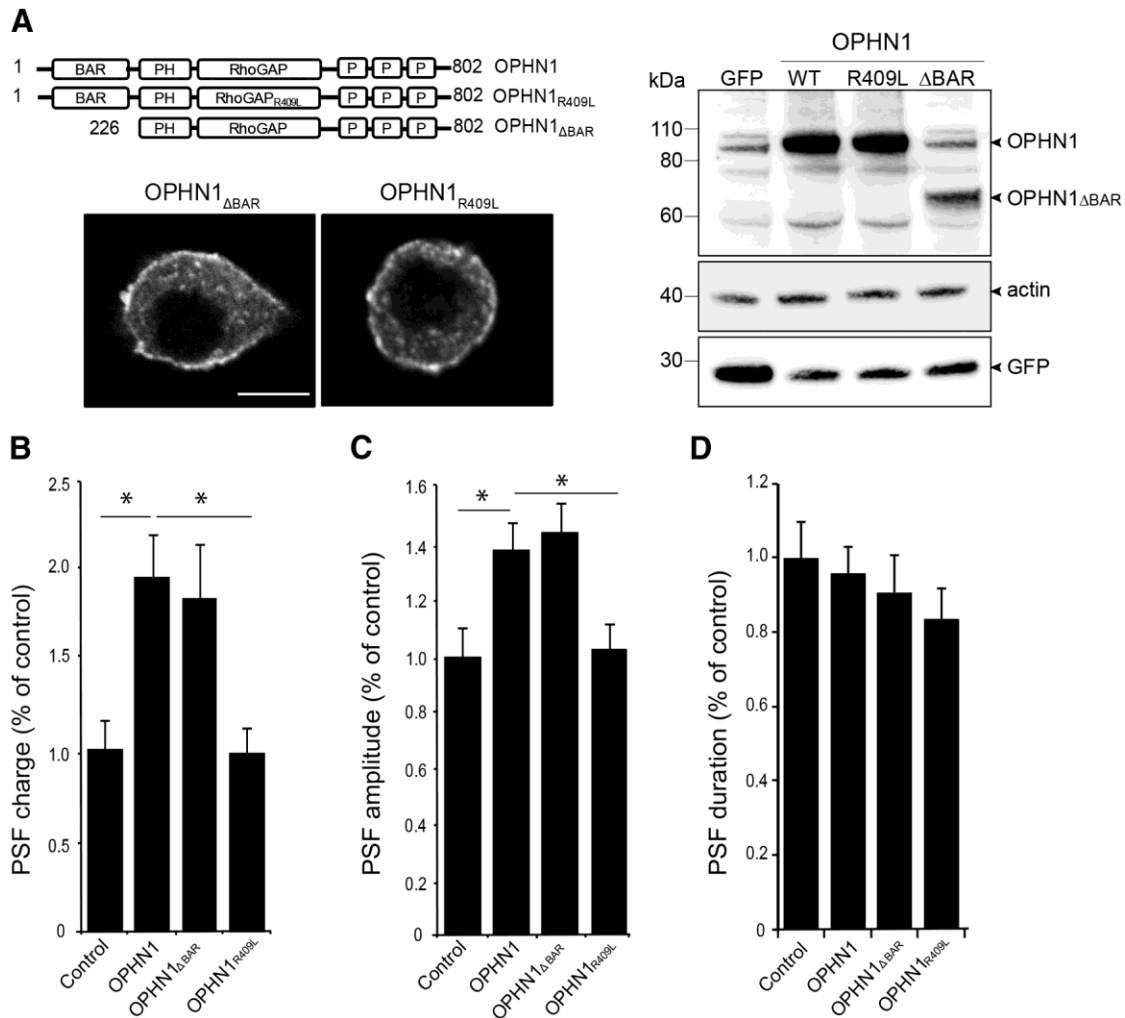 A
1 BAR PH RhoGAP P P P 802 OPHN1
1 BAR PH RhoGAPR409L P P P 802 OPHN1R409L
226 PH RhoGAP P P P 802 OPHN1ΔBAR
OPHN1ΔBAR OPHN1R409L
OPHN1
kDa GFP WT R409L ΔBAR
110
80
60
OPHN1
OPHN1ΔBAR
40
actin
30
GFP
B
PSF charge (% of control)
2.5
2.0
1.5
1.0
0.5
0
* *
Control OPHN1 OPHN1ΔBAR OPHN1R409L
C
PSF amplitude (% of control)
1.6
1.4
1.2
1.0
0.8
0.6
0.4
0.2
0
* *
Control OPHN1 OPHN1ΔBAR OPHN1R409L
D
PSF duration (% of control)
1.2
1.0
0.8
0.6
0.4
0.2
0
Control OPHN1 OPHN1ΔBAR OPHN1R409L